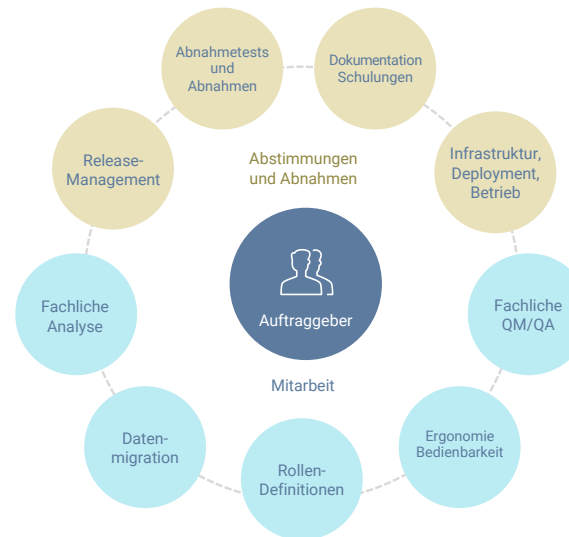 Abnahmetests
und
Abnahmen
Dokumentation
Schulungen
Release-
Management
Abstimmungen
und Abnahmen
Infrastruktur,
Deployment,
Betrieb
Fachliche
Analyse
Auftraggeber
Fachliche
QM/QA
Mitarbeit
Daten-
migration
Rollen-
Definitionen
Ergonomie
Bedienbarkeit